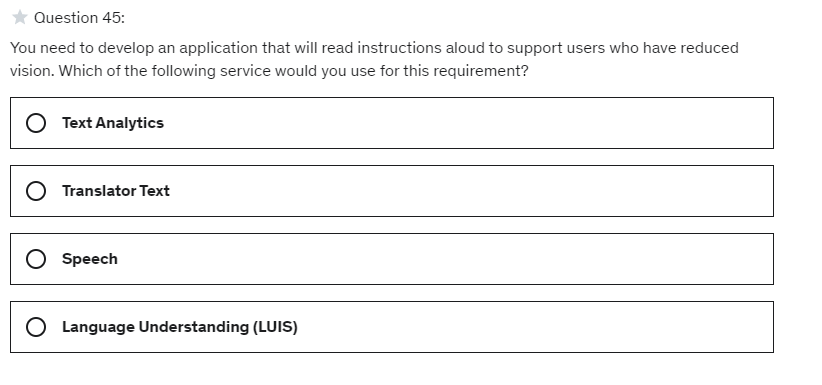 Question 45:
You need to develop an application that will read instructions aloud to support users who have reduced
vision. Which of the following service would you use for this requirement?
Text Analytics
Translator Text
Speech
Language Understanding (LUIS)